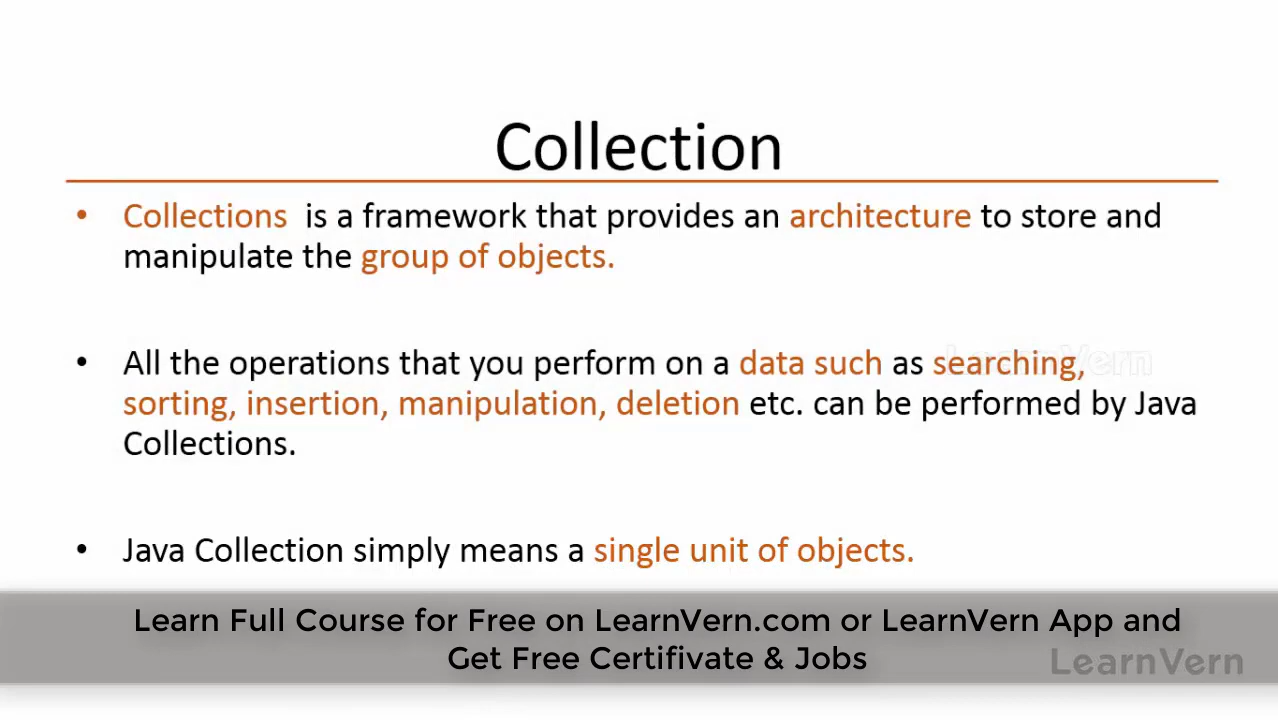 Collection
• Collections is a framework that provides an architecture to store and
manipulate the group of objects.
• All the operations that you perform on a data such as searching,
sorting, insertion, manipulation, deletion etc. can be performed by Java
Collections.
• Java Collection simply means a single unit of objects.
Learn Full Course for Free on LearnVern.com or LearnVern App and
Get Free Certifivate & Jobs
LearnVern
LearnVern